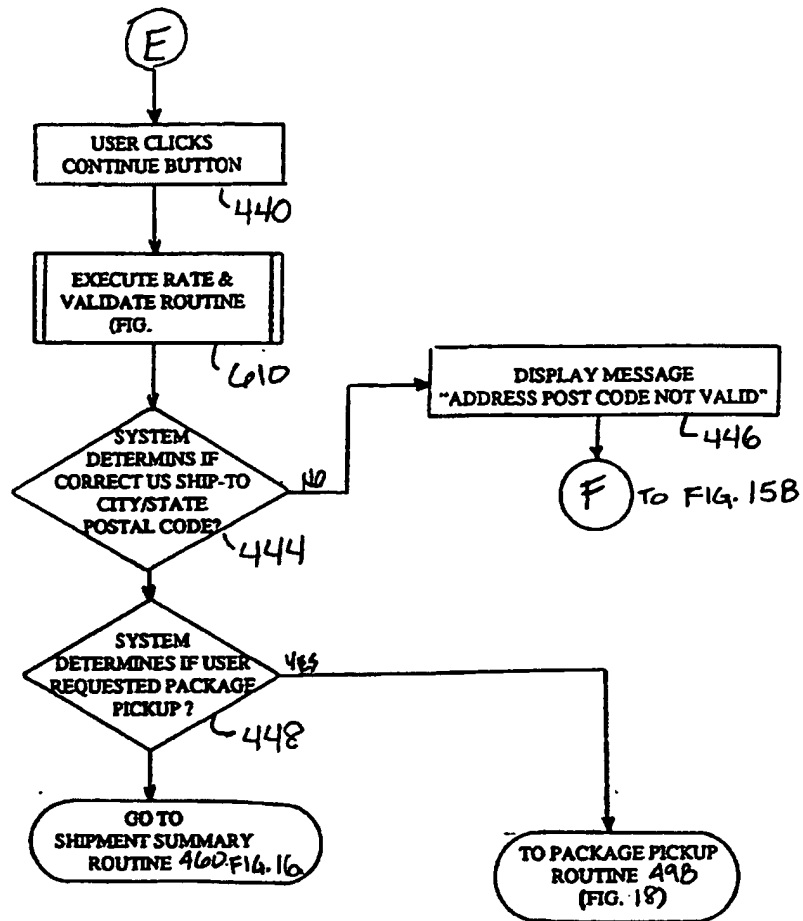 E
USER CLICKS
CONTINUE BUTTON
440
EXECUTE RATE &
VALIDATE ROUTINE
(FIG.
610
SYSTEM
DETERMINS IF
CORRECT US SHIP-TO
CITY/STATE
POSTAL CODE?
NO
444
DISPLAY MESSAGE
"ADDRESS POST CODE NOT VALID"
446
F TO FIG. 15B
SYSTEM
DETERMINES IF USER
REQUESTED PACKAGE
PICKUP ?
YES
448
GO TO
SHIPMENT SUMMARY
ROUTINE 460 FIG. 16
TO PACKAGE PICKUP
ROUTINE 498
(FIG. 18)